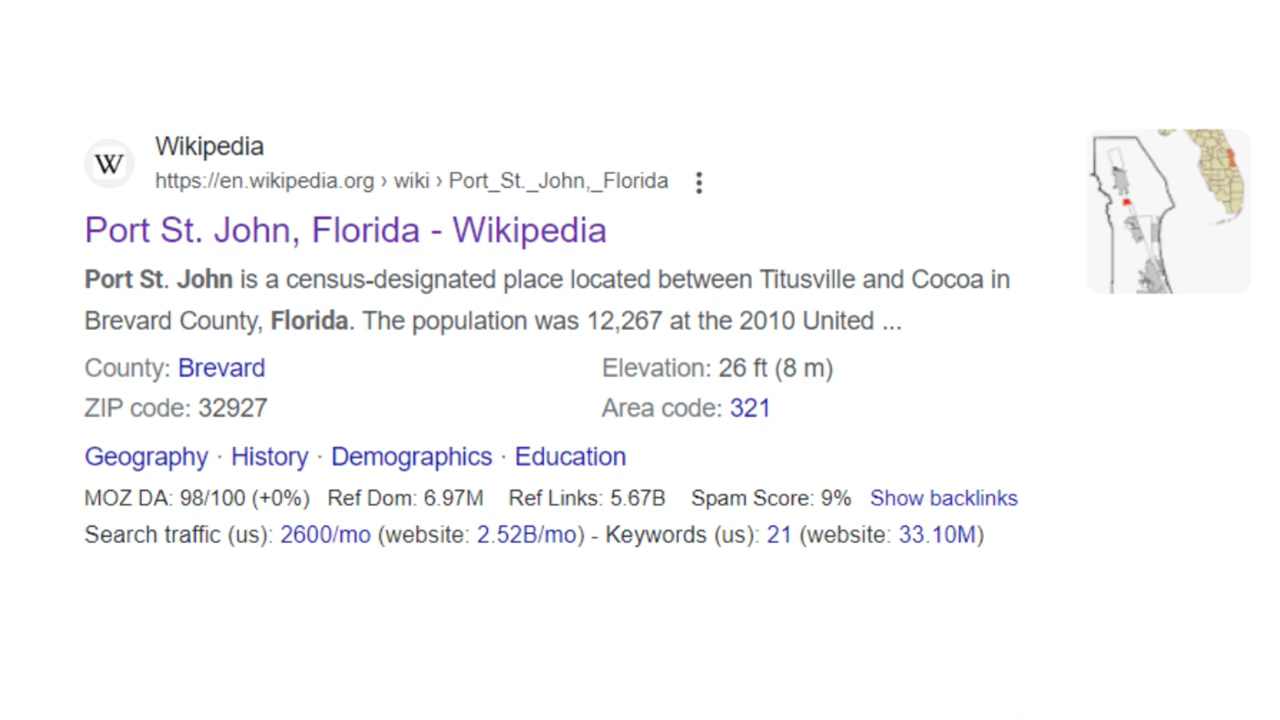 W
Wikipedia
https://en.wikipedia.org › wiki › Port_St._John,_Florida
Port St. John, Florida - Wikipedia
Port St. John is a census-designated place located between Titusville and Cocoa in
Brevard County, Florida. The population was 12,267 at the 2010 United ...
County: Brevard
Elevation: 26 ft (8 m)
ZIP code: 32927
Area code: 321
Geography · History · Demographics · Education
MOZ DA: 98/100 (+0%) Ref Dom: 6.97M Ref Links: 5.67B Spam Score: 9% Show backlinks
Search traffic (us): 2600/mo (website: 2.52B/mo) - Keywords (us): 21 (website: 33.10M)